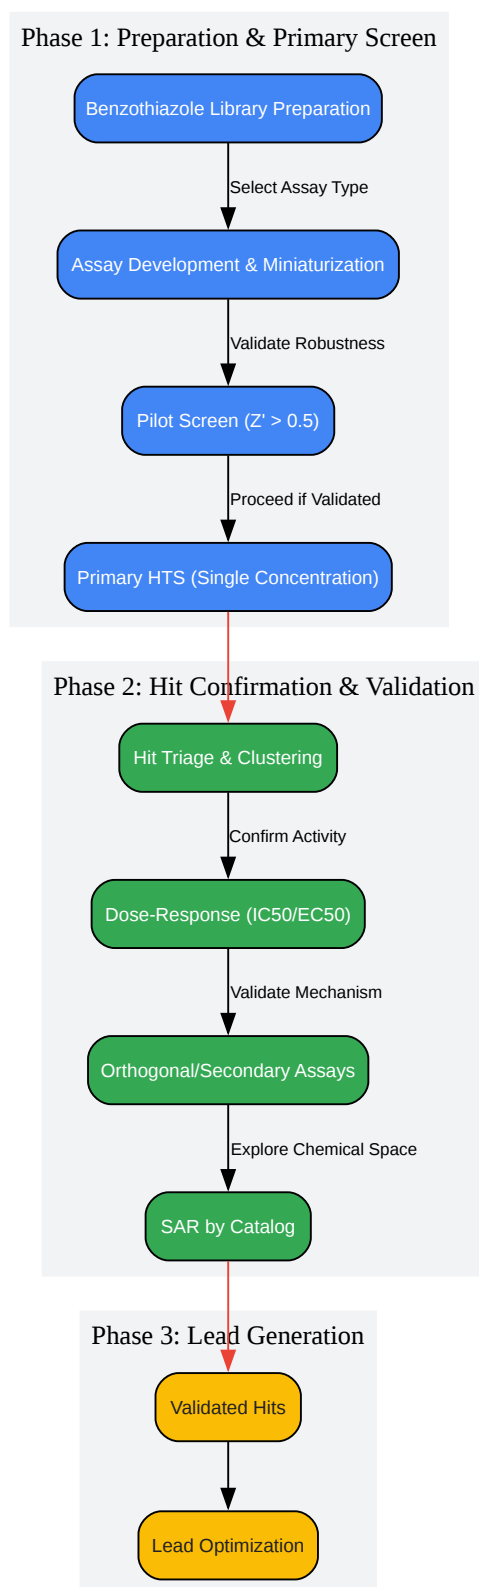 Phase 1: Preparation & Primary Screen
Benzothiazole Library Preparation
Select Assay Type
Assay Development & Miniaturization
Validate Robustness
Pilot Screen (Z' > 0.5)
Proceed if Validated
Primary HTS (Single Concentration)
Phase 2: Hit Confirmation & Validation
Hit Triage & Clustering
Confirm Activity
Dose-Response (IC50/EC50)
Validate Mechanism
Orthogonal/Secondary Assays
Explore Chemical Space
SAR by Catalog
Phase 3: Lead Generation
Validated Hits
Lead Optimization